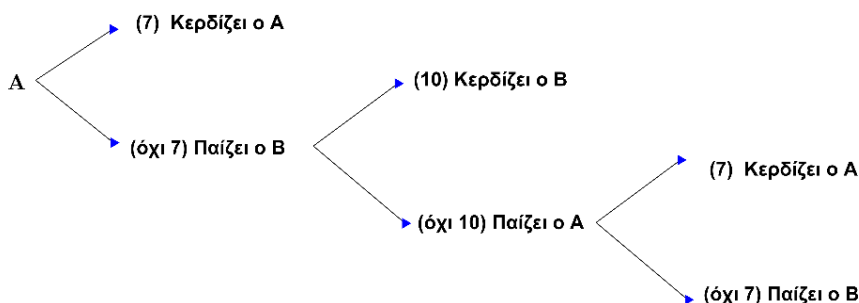 Α
(7) Κερδίζει ο Α
(όχι 7) Παίζει ο Β
(10) Κερδίζει ο Β
(όχι 10) Παίζει ο Α
(7) Κερδίζει ο Α
(όχι 7) Παίζει ο Β